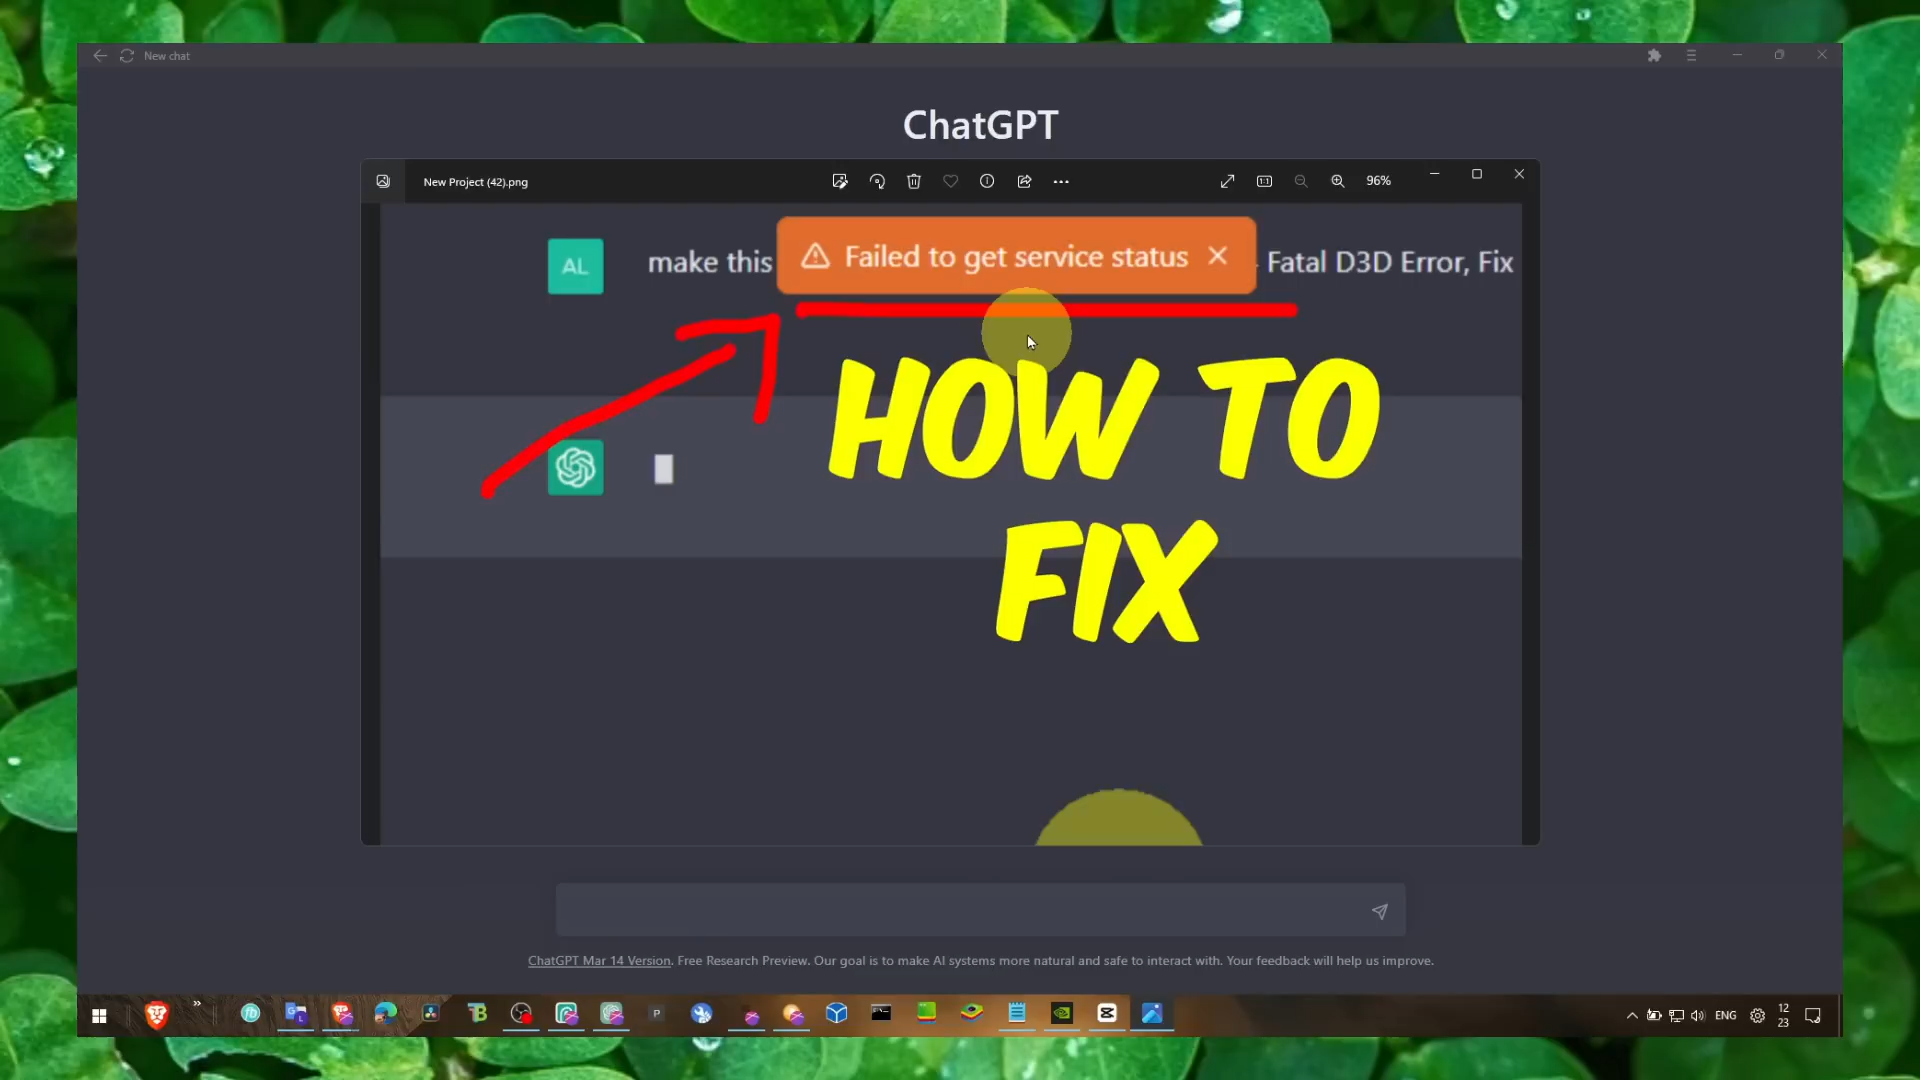 New chat
ChatGPT
New Project (42).png
96%
AL
make this
Failed to get service status
Fatal D3D Error, Fix
HOW TO
FIX
ChatGPT Mar 14 Version. Free Research Preview. Our goal is to make AI systems more natural and safe to interact with. Your feedback will help us improve.
ENG
12
23